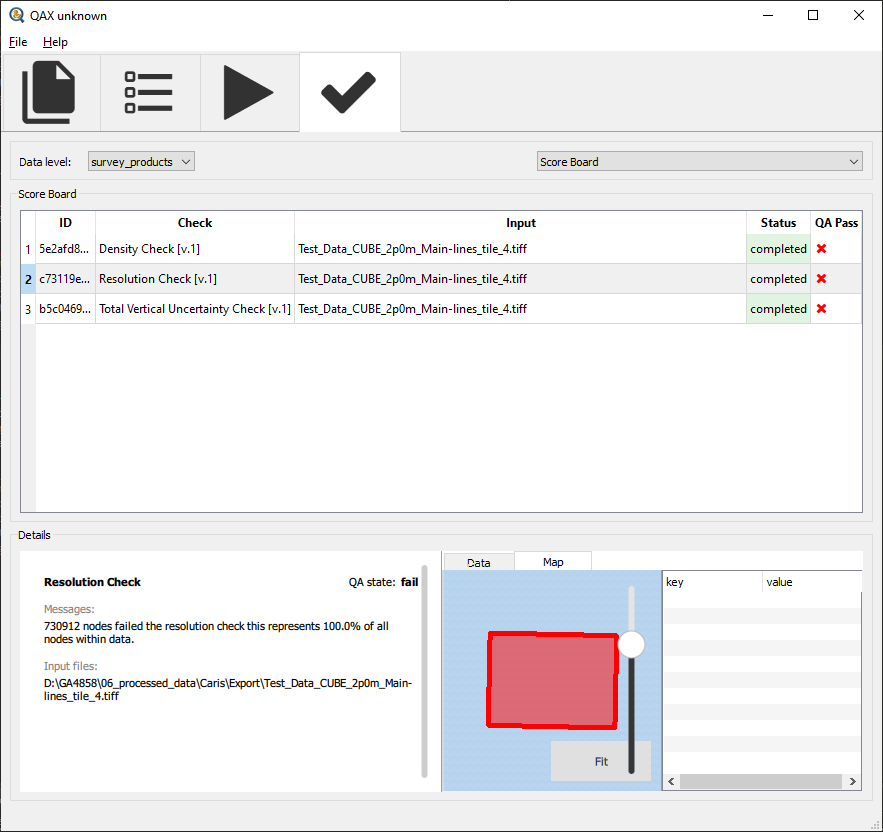 QAX unknown
File Help
Data level: survey_products Score Board
Score Board
ID Check Input Status QA Pass
1 5e2afd8... Density Check [v.1] Test_Data_CUBE_2p0m_Main-lines_tile_4.tiff completed
2 c73119e... Resolution Check [v.1] Test_Data_CUBE_2p0m_Main-lines_tile_4.tiff completed
3 b5c0469... Total Vertical Uncertainty Check [v.1] Test_Data_CUBE_2p0m_Main-lines_tile_4.tiff completed
Details
Data Map
Resolution Check QA state: fail
key value
Messages:
730912 nodes failed the resolution check this represents 100.0% of all
nodes within data.
Input files:
D:\GA4858\06_processed_data\Caris\Export\Test_Data_CUBE_2p0m_Main-
lines_tile_4.tiff
Fit